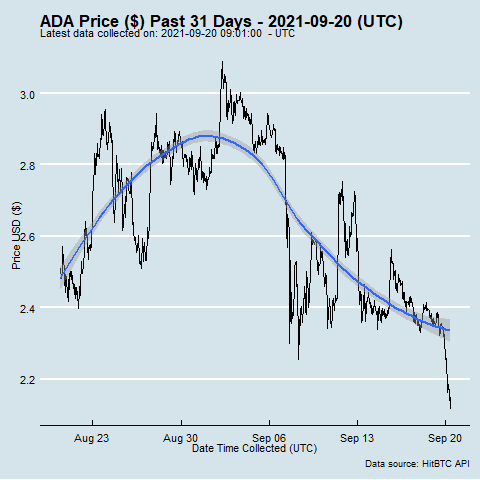 ADA Price ($) Past 31 Days - 2021-09-20 (UTC)
Latest data collected on: 2021-09-20 09:01:00 - UTC
Price USD ($)
3.0
2.8
2.6
2.4
2.2
Aug 23
Aug 30
Sep 06
Sep 13
Sep 20
Date Time Collected (UTC)
Data source: HitBTC API